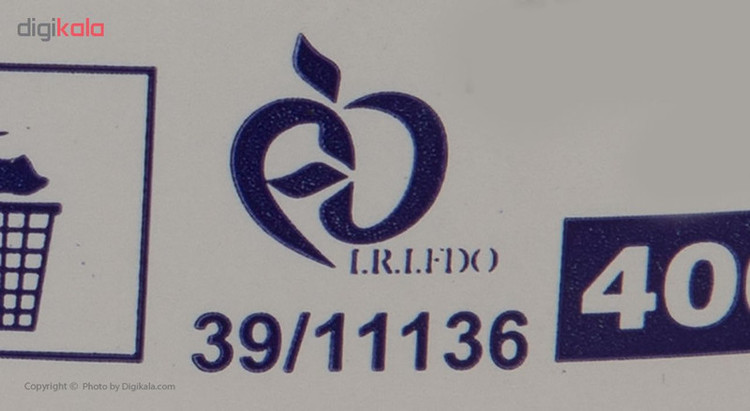 digikala
I.R.I.FDO
39/11136
400
Copyright © Photo by Digikala.com